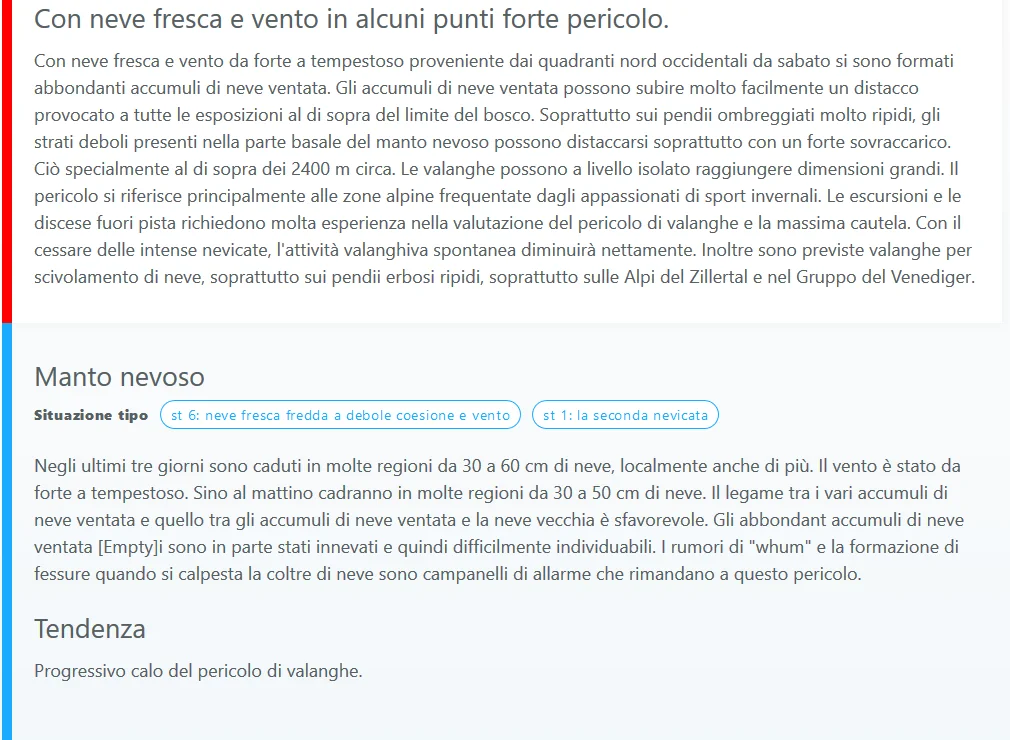 Con neve fresca e vento in alcuni punti forte pericolo.
Con neve fresca e vento da forte a tempestoso proveniente dai quadranti nord occidentali da sabato si sono formati
abbondanti accumuli di neve ventata. Gli accumuli di neve ventata possono subire molto facilmente un distacco
provocato a tutte le esposizioni al di sopra del limite del bosco. Soprattutto sui pendii ombreggiati molto ripidi, gli
strati deboli presenti nella parte basale del manto nevoso possono distaccarsi soprattutto con un forte sovraccarico.
Ciò specialmente al di sopra dei 2400 m circa. Le valanghe possono a livello isolato raggiungere dimensioni grandi. Il
pericolo si riferisce principalmente alle zone alpine frequentate dagli appassionati di sport invernali. Le escursioni e le
discese fuori pista richiedono molta esperienza nella valutazione del pericolo di valanghe e la massima cautela. Con il
cessare delle intense nevicate, l'attività valanghiva spontanea diminuirà nettamente. Inoltre sono previste valanghe per
scivolamento di neve, soprattutto sui pendii erbosi ripidi, soprattutto sulle Alpi del Zillertal e nel Gruppo del Venediger.
Manto nevoso
Situazione tipo st 6: neve fresca fredda a debole coesione e vento st 1: la seconda nevicata
Negli ultimi tre giorni sono caduti in molte regioni da 30 a 60 cm di neve, localmente anche di più. Il vento è stato da
forte a tempestoso. Sino al mattino cadranno in molte regioni da 30 a 50 cm di neve. Il legame tra i vari accumuli di
neve ventata e quello tra gli accumuli di neve ventata e la neve vecchia è sfavorevole. Gli abbondant accumuli di neve
ventata [Empty]i sono in parte stati innevati e quindi difficilmente individuabili. I rumori di "whum" e la formazione di
fessure quando si calpesta la coltre di neve sono campanelli di allarme che rimandano a questo pericolo.
Tendenza
Progressivo calo del pericolo di valanghe.